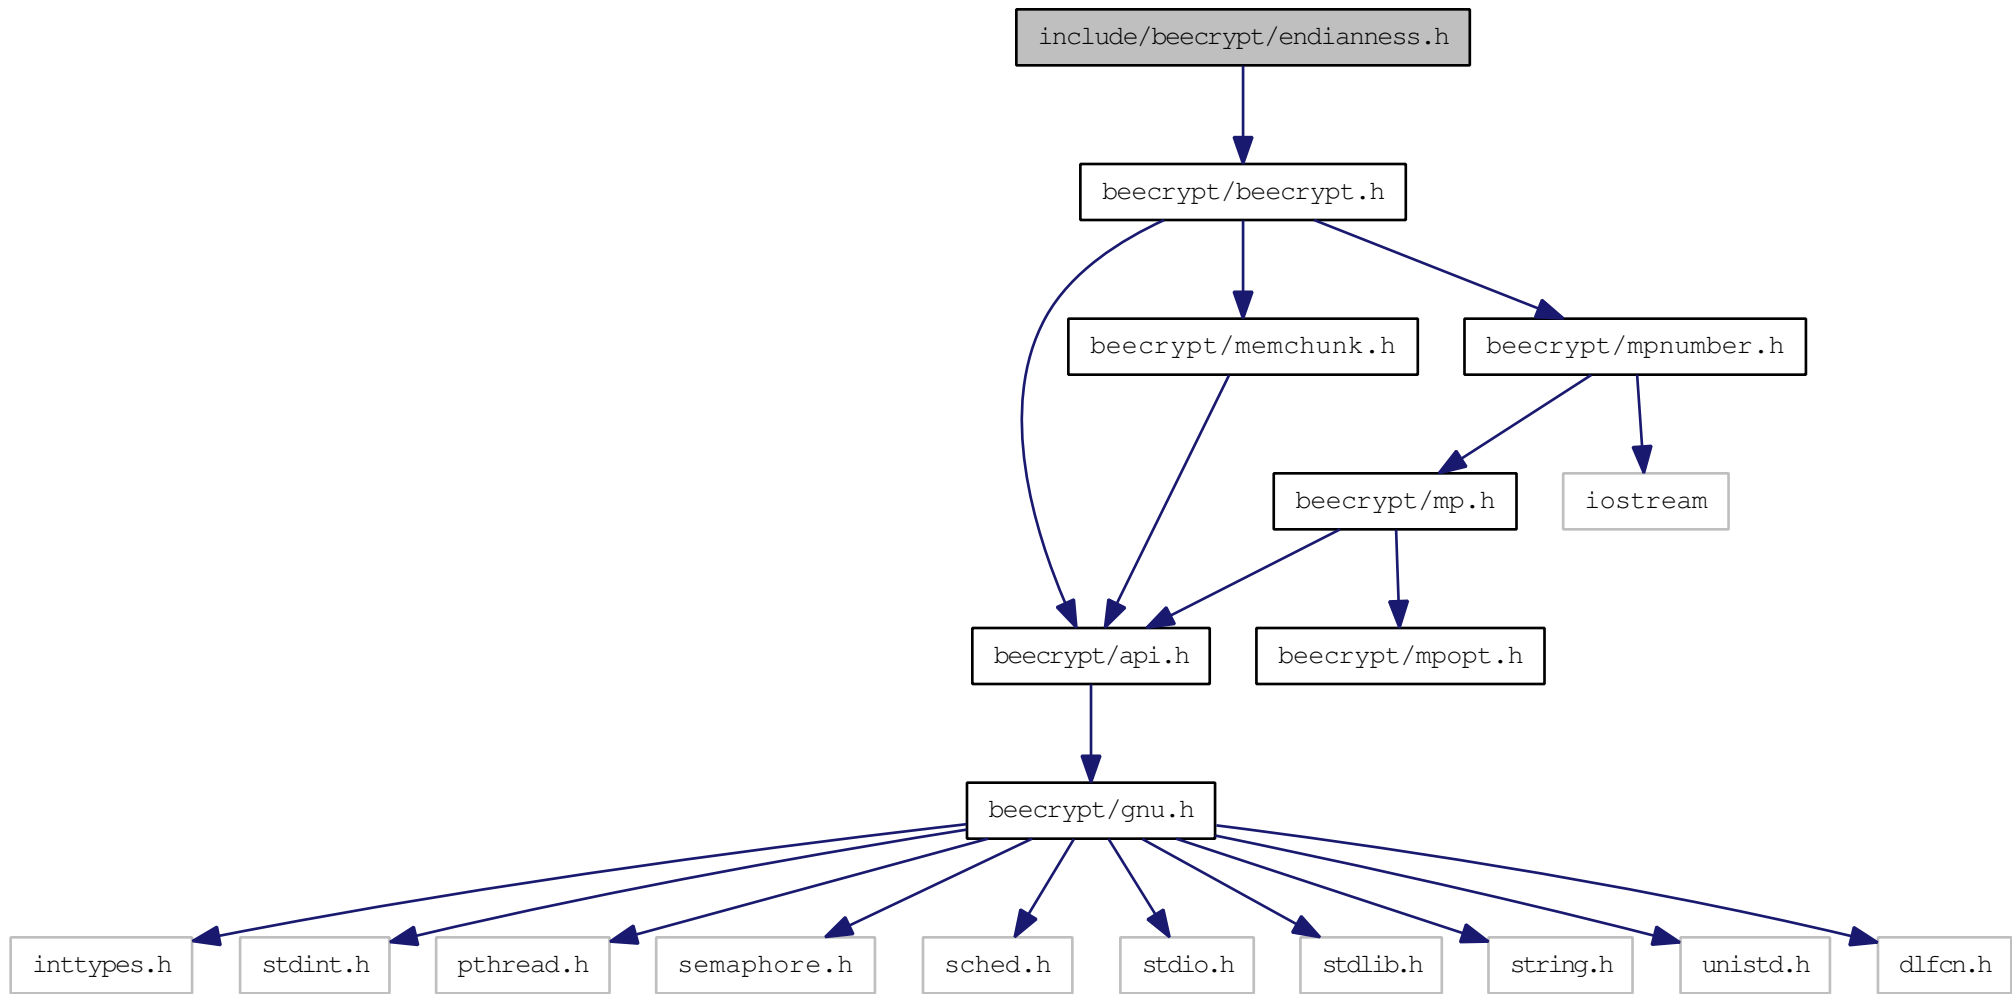 include/beecrypt/endianness.h
beecrypt/beecrypt.h
beecrypt/memchunk.h
beecrypt/mpnumber.h
beecrypt/mp.h
iostream
beecrypt/api.h
beecrypt/mpopt.h
beecrypt/gnu.h
inttypes.h
stdint.h
pthread.h
semaphore.h
sched.h
stdio.h
stdlib.h
string.h
unistd.h
dlfcn.h